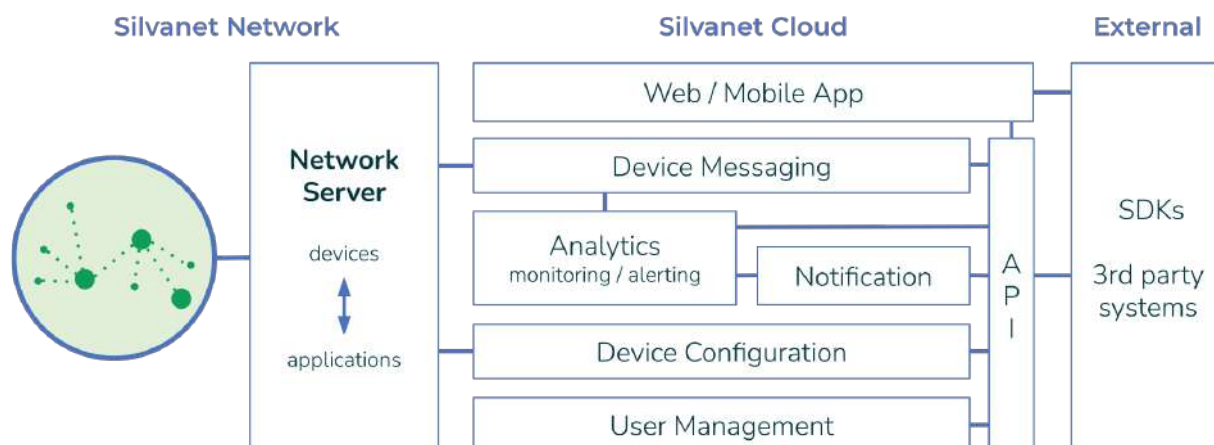 Silvanet Network
Silvanet Cloud
External
Network
Server
devices
applications
Web / Mobile App
Device Messaging
Analytics
monitoring / alerting
Notification
Device Configuration
User Management
A
P
I
SDKs
3rd party
systems